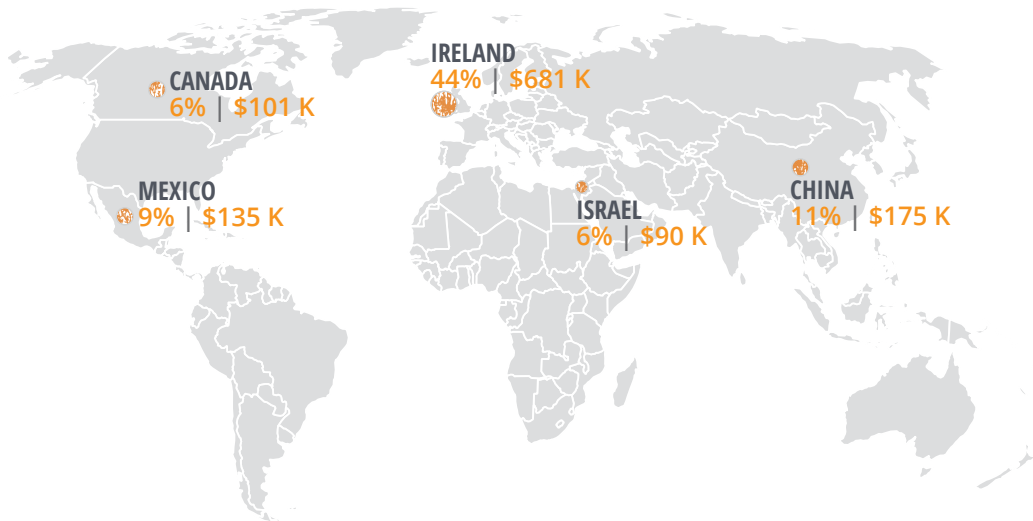 IRELAND
44% | $681 K
CANADA
6% | $101 K
MEXICO
9% | $135 K
CHINA
11% | $175 K
ISRAEL
6% | $90 K